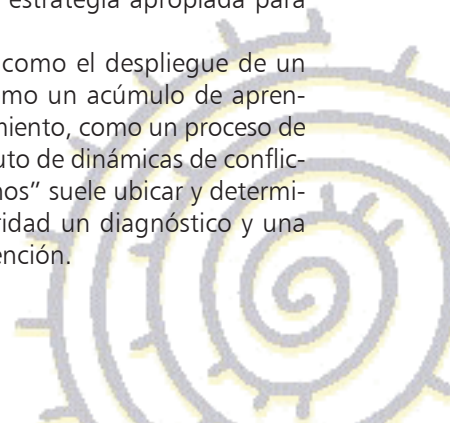 estrategia apropiada para
como el despliegue de un
mo un acúmulo de apren-
miento, como un proceso de
uto de dinámicas de conflic-
nos” suele ubicar y determi-
ridad un diagnóstico y una
ención.